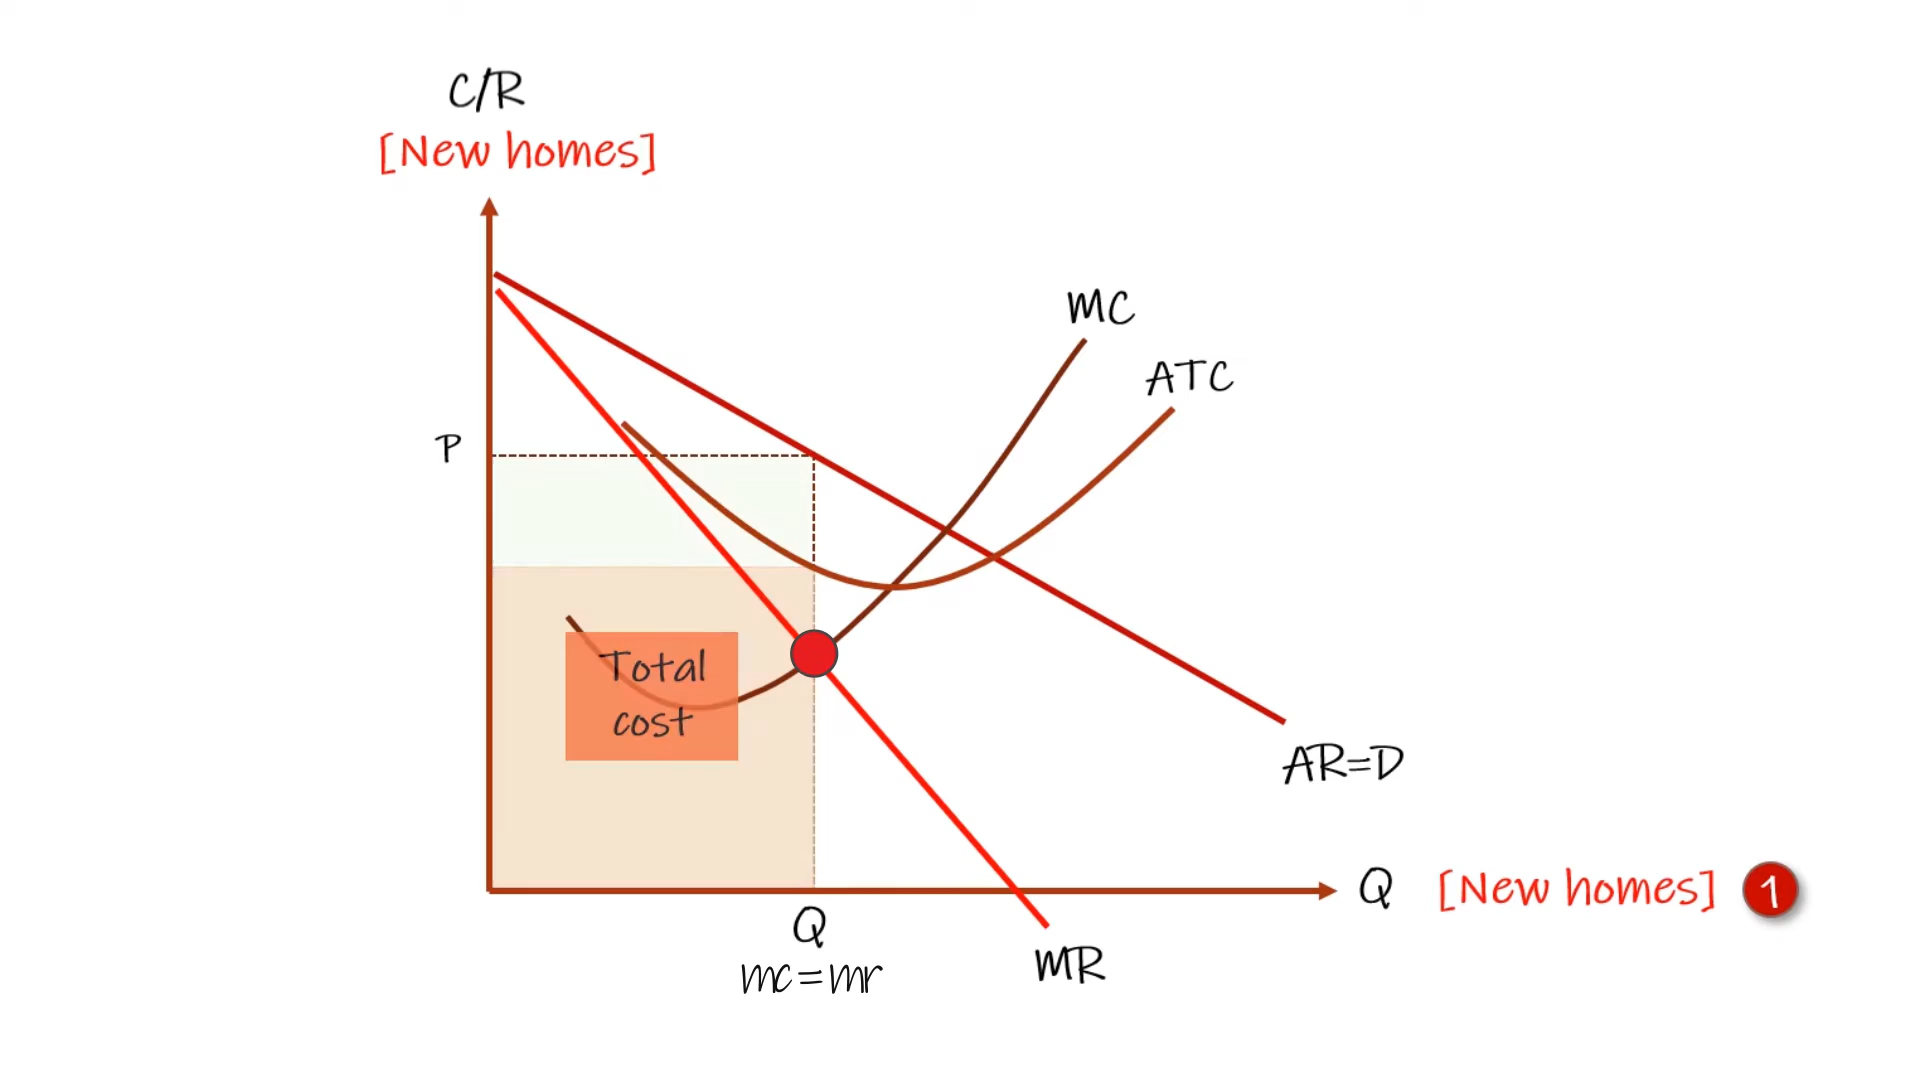 C/R
[New homes]
MC
ATC
P
Total
cost
AR=D
Q [New homes] 1
Q
mc=mr
MR